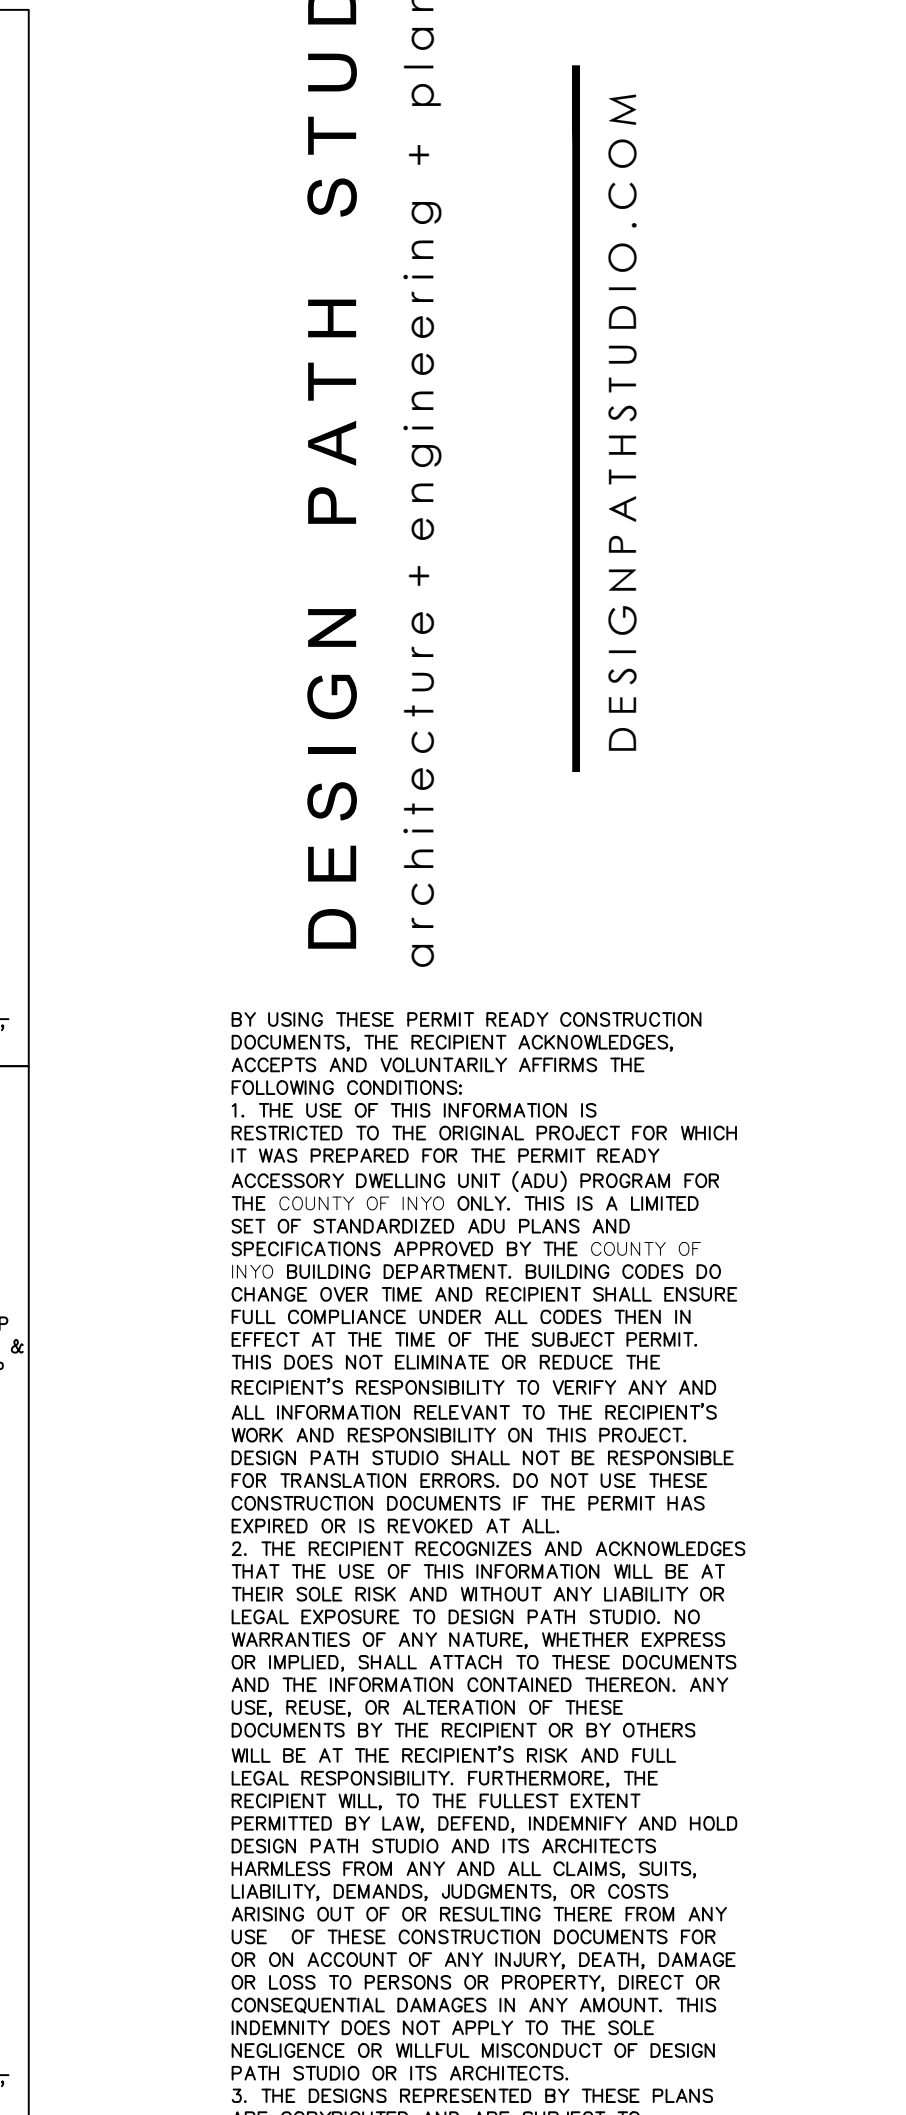 DESIGN PATH STUD
architecture + engineering + plan
DESIGNPATHSTUDIO.COM
BY USING THESE PERMIT READY CONSTRUCTION
DOCUMENTS, THE RECIPIENT ACKNOWLEDGES,
ACCEPTS AND VOLUNTARILY AFFIRMS THE
FOLLOWING CONDITIONS:
1. THE USE OF THIS INFORMATION IS
RESTRICTED TO THE ORIGINAL PROJECT FOR WHICH
IT WAS PREPARED FOR THE PERMIT READY
ACCESSORY DWELLING UNIT (ADU) PROGRAM FOR
THE COUNTY OF INYO ONLY. THIS IS A LIMITED
SET OF STANDARDIZED ADU PLANS AND
SPECIFICATIONS APPROVED BY THE COUNTY OF
INYO BUILDING DEPARTMENT. BUILDING CODES DO
CHANGE OVER TIME AND RECIPIENT SHALL ENSURE
FULL COMPLIANCE UNDER ALL CODES THEN IN
EFFECT AT THE TIME OF THE SUBJECT PERMIT.
THIS DOES NOT ELIMINATE OR REDUCE THE
RECIPIENT'S RESPONSIBILITY TO VERIFY ANY AND
ALL INFORMATION RELEVANT TO THE RECIPIENT'S
WORK AND RESPONSIBILITY ON THIS PROJECT.
DESIGN PATH STUDIO SHALL NOT BE RESPONSIBLE
FOR TRANSLATION ERRORS. DO NOT USE THESE
CONSTRUCTION DOCUMENTS IF THE PERMIT HAS
EXPIRED OR IS REVOKED AT ALL.
2. THE RECIPIENT RECOGNIZES AND ACKNOWLEDGES
THAT THE USE OF THIS INFORMATION WILL BE AT
THEIR SOLE RISK AND WITHOUT ANY LIABILITY OR
LEGAL EXPOSURE TO DESIGN PATH STUDIO. NO
WARRANTIES OF ANY NATURE, WHETHER EXPRESS
OR IMPLIED, SHALL ATTACH TO THESE DOCUMENTS
AND THE INFORMATION CONTAINED THEREON. ANY
USE, REUSE, OR ALTERATION OF THESE
DOCUMENTS BY THE RECIPIENT OR BY OTHERS
WILL BE AT THE RECIPIENT'S RISK AND FULL
LEGAL RESPONSIBILITY. FURTHERMORE, THE
RECIPIENT WILL, TO THE FULLEST EXTENT
PERMITTED BY LAW, DEFEND, INDEMNIFY AND HOLD
DESIGN PATH STUDIO AND ITS ARCHITECTS
HARMLESS FROM ANY AND ALL CLAIMS, SUITS,
LIABILITY, DEMANDS, JUDGMENTS, OR COSTS
ARISING OUT OF OR RESULTING THERE FROM ANY
USE OF THESE CONSTRUCTION DOCUMENTS FOR
OR ON ACCOUNT OF ANY INJURY, DEATH, DAMAGE
OR LOSS TO PERSONS OR PROPERTY, DIRECT OR
CONSEQUENTIAL DAMAGES IN ANY AMOUNT. THIS
INDEMNITY DOES NOT APPLY TO THE SOLE
NEGLIGENCE OR WILLFUL MISCONDUCT OF DESIGN
PATH STUDIO OR ITS ARCHITECTS.
3. THE DESIGNS REPRESENTED BY THESE PLANS
ARE COPYRIGHTED AND ARE SUBJECT TO
P
&